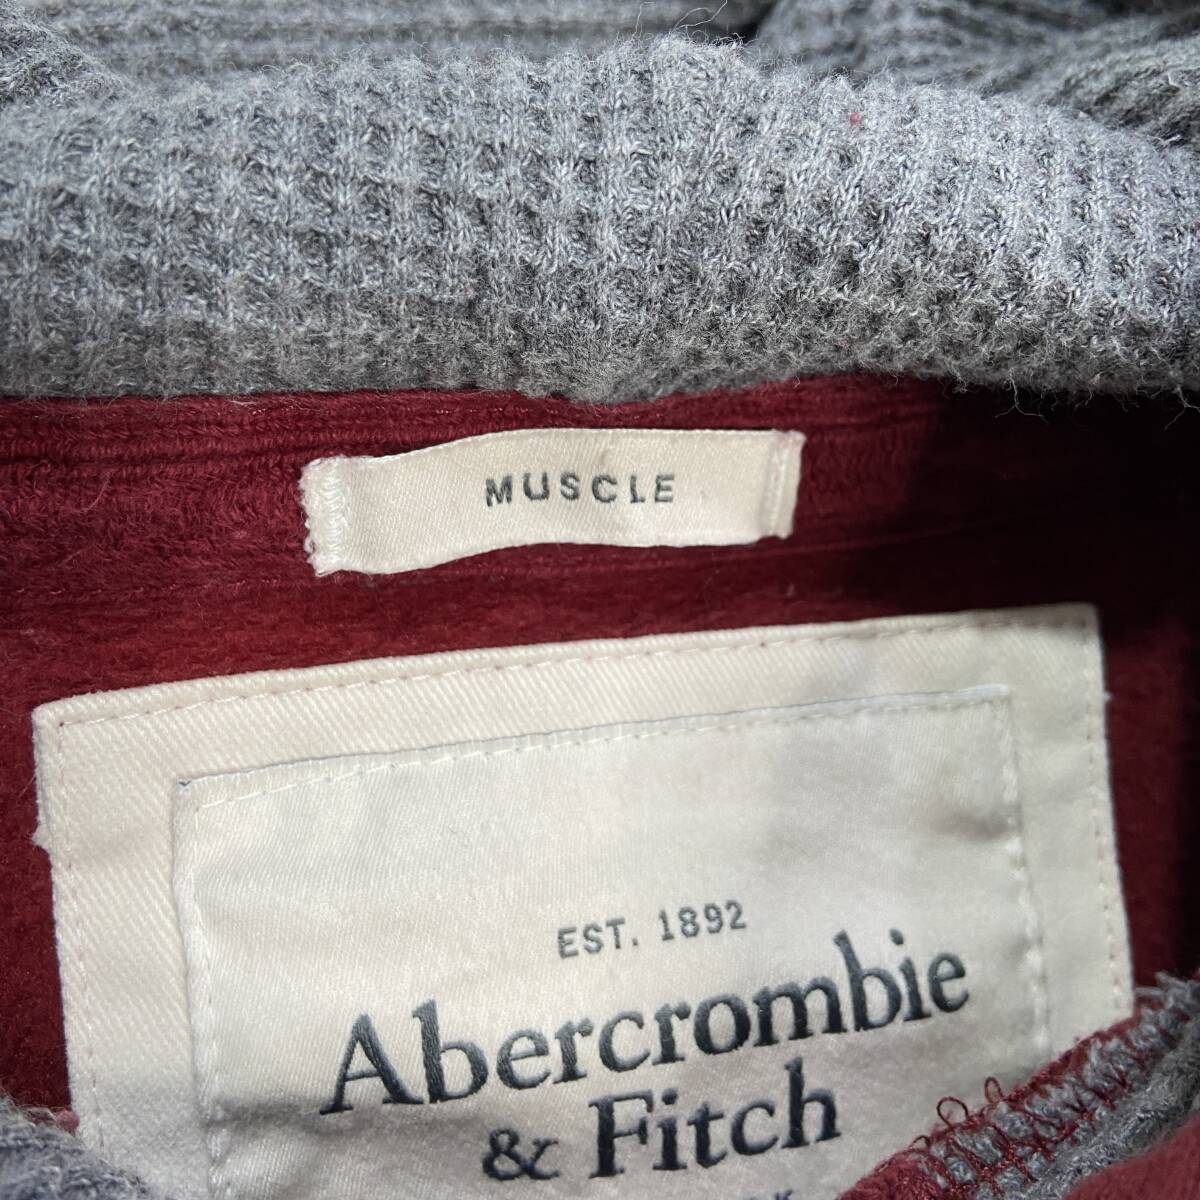 MUSCLE
EST. 1892
Abercrombie
& Fitch